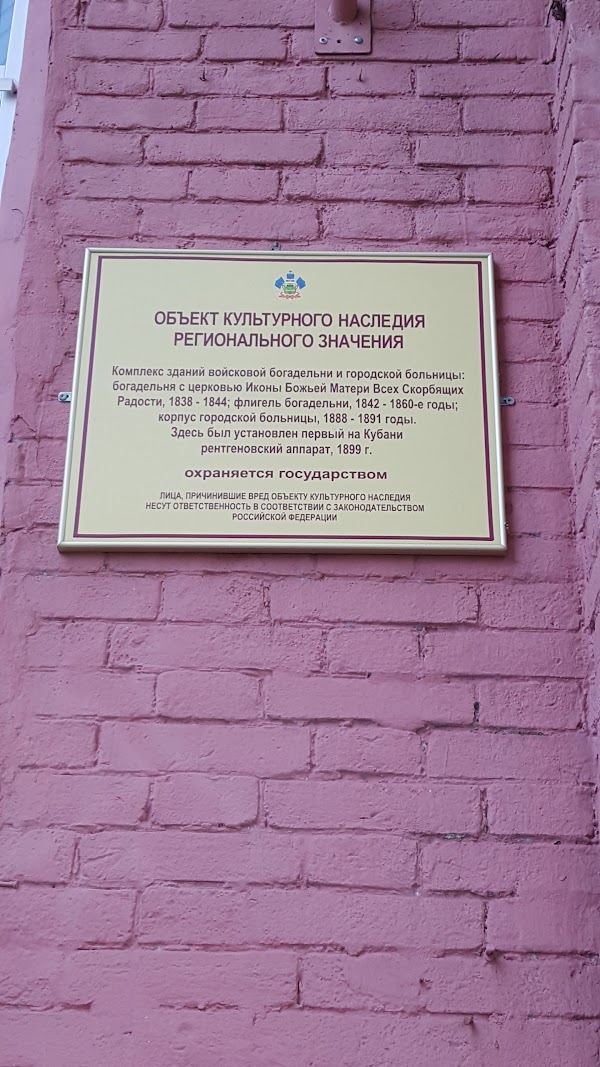 ОБЪЕКТ КУЛЬТУРНОГО НАСЛЕДИЯ
РЕГИОНАЛЬНОГО ЗНАЧЕНИЯ
Комплекс зданий войсковой богадельни и городской больницы:
богадельня с церковью Иконы Божьей Матери Всех Скорбящих
Радости, 1838 - 1844; флигель богадельни, 1842 - 1860-е годы;
корпус городской больницы, 1888 - 1891 годы.
Здесь был установлен первый на Кубани
рентгеновский аппарат, 1899 г.
охраняется государством
ЛИЦА, ПРИЧИНИВШИЕ ВРЕД ОБЪЕКТУ КУЛЬТУРНОГО НАСЛЕДИЯ
НЕСУТ ОТВЕТСТВЕННОСТЬ В СООТВЕТСТВИИ С ЗАКОНОДАТЕЛЬСТВОМ
РОССИЙСКОЙ ФЕДЕРАЦИИ